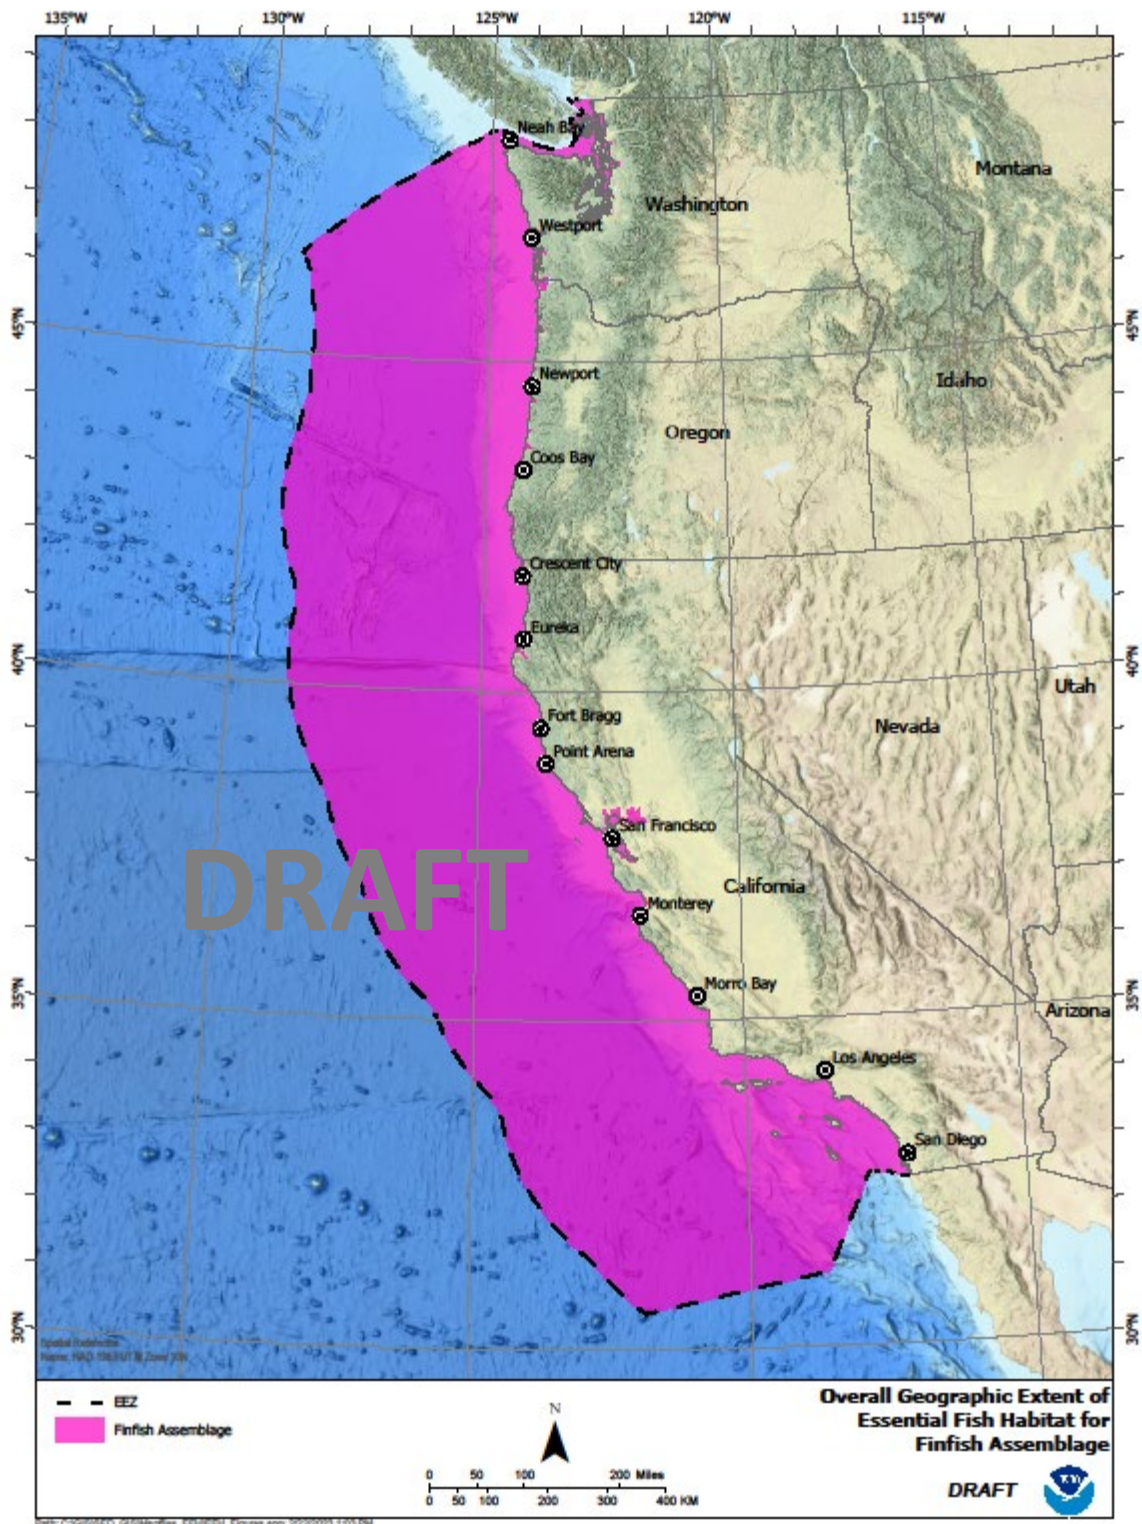 135°W 130°W 125°W 120°W 115°W
Neah Bay
Montana
Washington
Westport
45°N 45°N
Newport
Idaho
Oregon
Coos Bay
Crescent City
Eureka
40°N 40°N
Utah
Fort Bragg
Nevada
Point Arena
San Francisco
DRAFT
California
Monterey
Morro Bay
35°N 35°N
Arizona
Los Angeles
San Diego
30°N 30°N
EEZ
Finfish Assemblage
N
0 50 100 200 Miles
0 50 100 200 300 400 KM
Overall Geographic Extent of
Essential Fish Habitat for
Finfish Assemblage
DRAFT